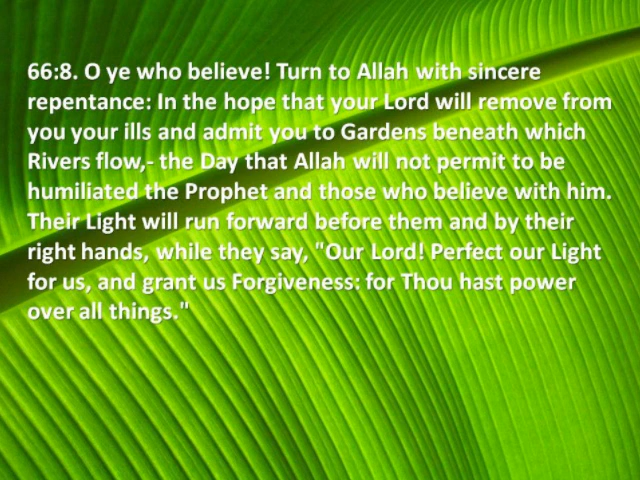 66:8. O ye who believe! Turn to Allah with sincere
repentance: In the hope that your Lord will remove from
you your ills and admit you to Gardens beneath which
Rivers flow,- the Day that Allah will not permit to be
humiliated the Prophet and those who believe with him.
Their Light will run forward before them and by their
right hands, while they say, "Our Lord! Perfect our Light
for us, and grant us Forgiveness: for Thou hast power
over all things."